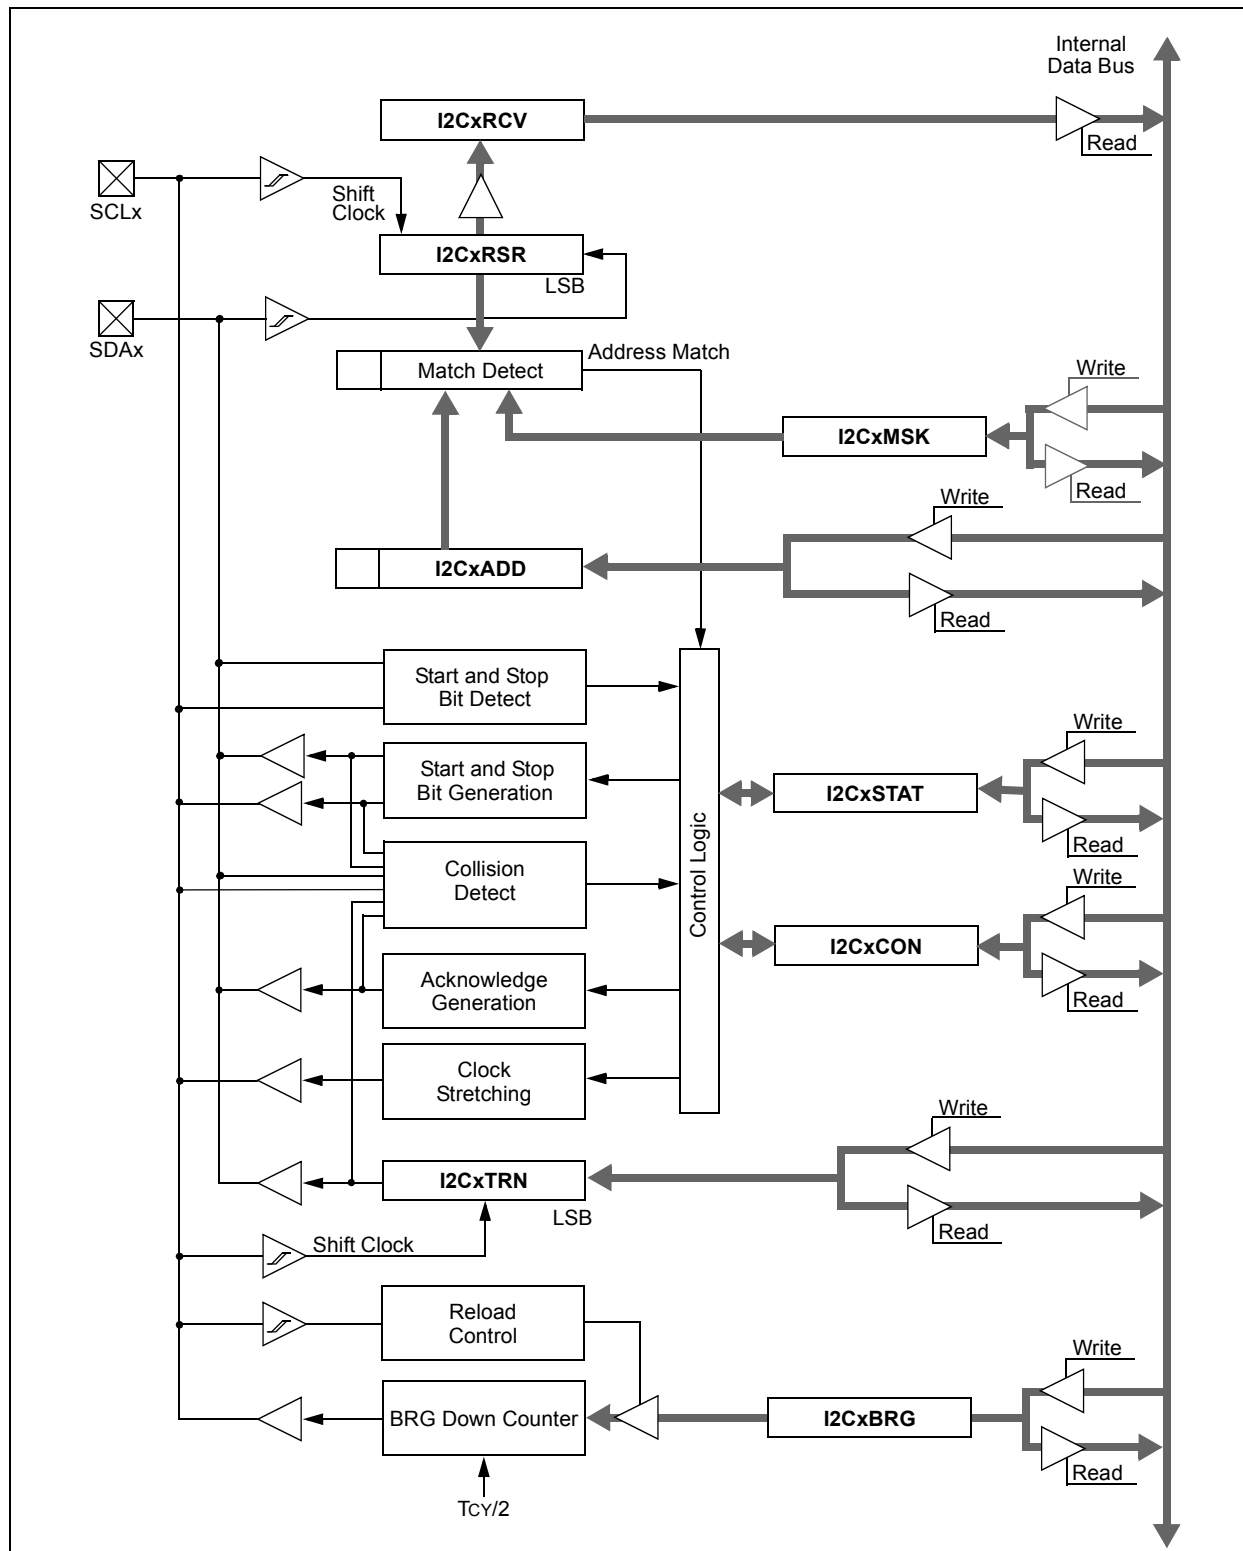 Internal
Data Bus
I2CxRCV
Read
SCLx
Shift
Clock
I2CxRSR
LSB
SDAx
Address Match
Match Detect
Write
I2CxMSK
Read
Write
I2CxADD
Read
Start and Stop
Bit Detect
Write
Start and Stop
Bit Generation
I2CxSTAT
Read
Control Logic
Collision
Detect
Write
I2CxCON
Read
Acknowledge
Generation
Clock
Stretching
Write
I2CxTRN
LSB
Read
Shift Clock
Reload
Control
Write
BRG Down Counter
I2CxBRG
Read
TCY/2